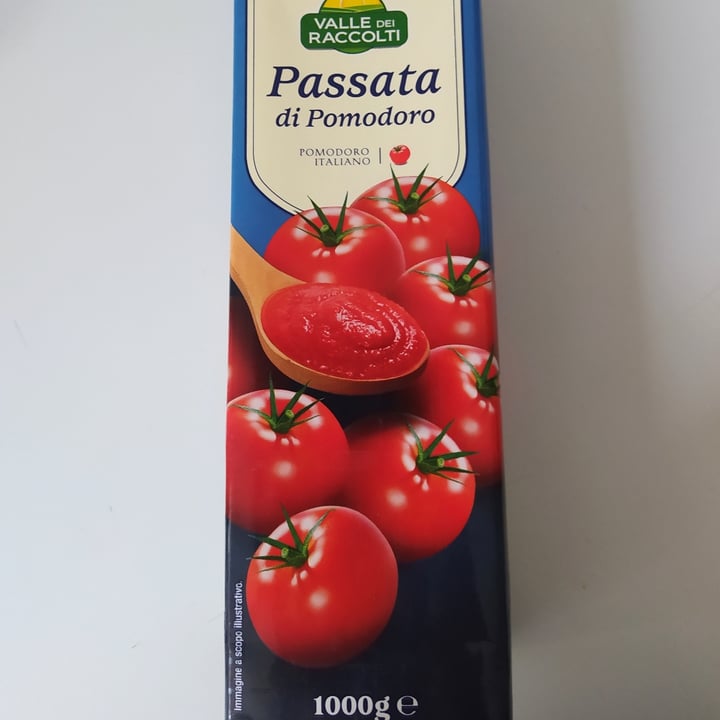 VALLE DEI
RACCOLTI
Passata
di Pomodoro
POMODORO
ITALIANO
Immagine a scopo illustrativo.
1000g ℮